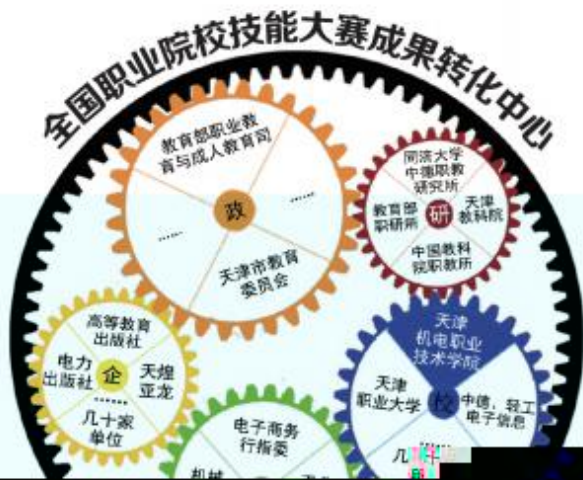 全国职业院校技能大赛成果转化中心
教育部职业教
育与成人教育司
政
……
……
天津市教育
委员会
同济大学
中德职教
研究所
教育部
职研所
研
天津
教科院
中国教科
院职教所
高等教育
出版社
电力
出版社
企
天煌
亚龙
……
几十家
单位
天津
机电职业
技术学院
天津
职业大学
校
中德，轻工
电子信息
……
电子商务
行指委
机械